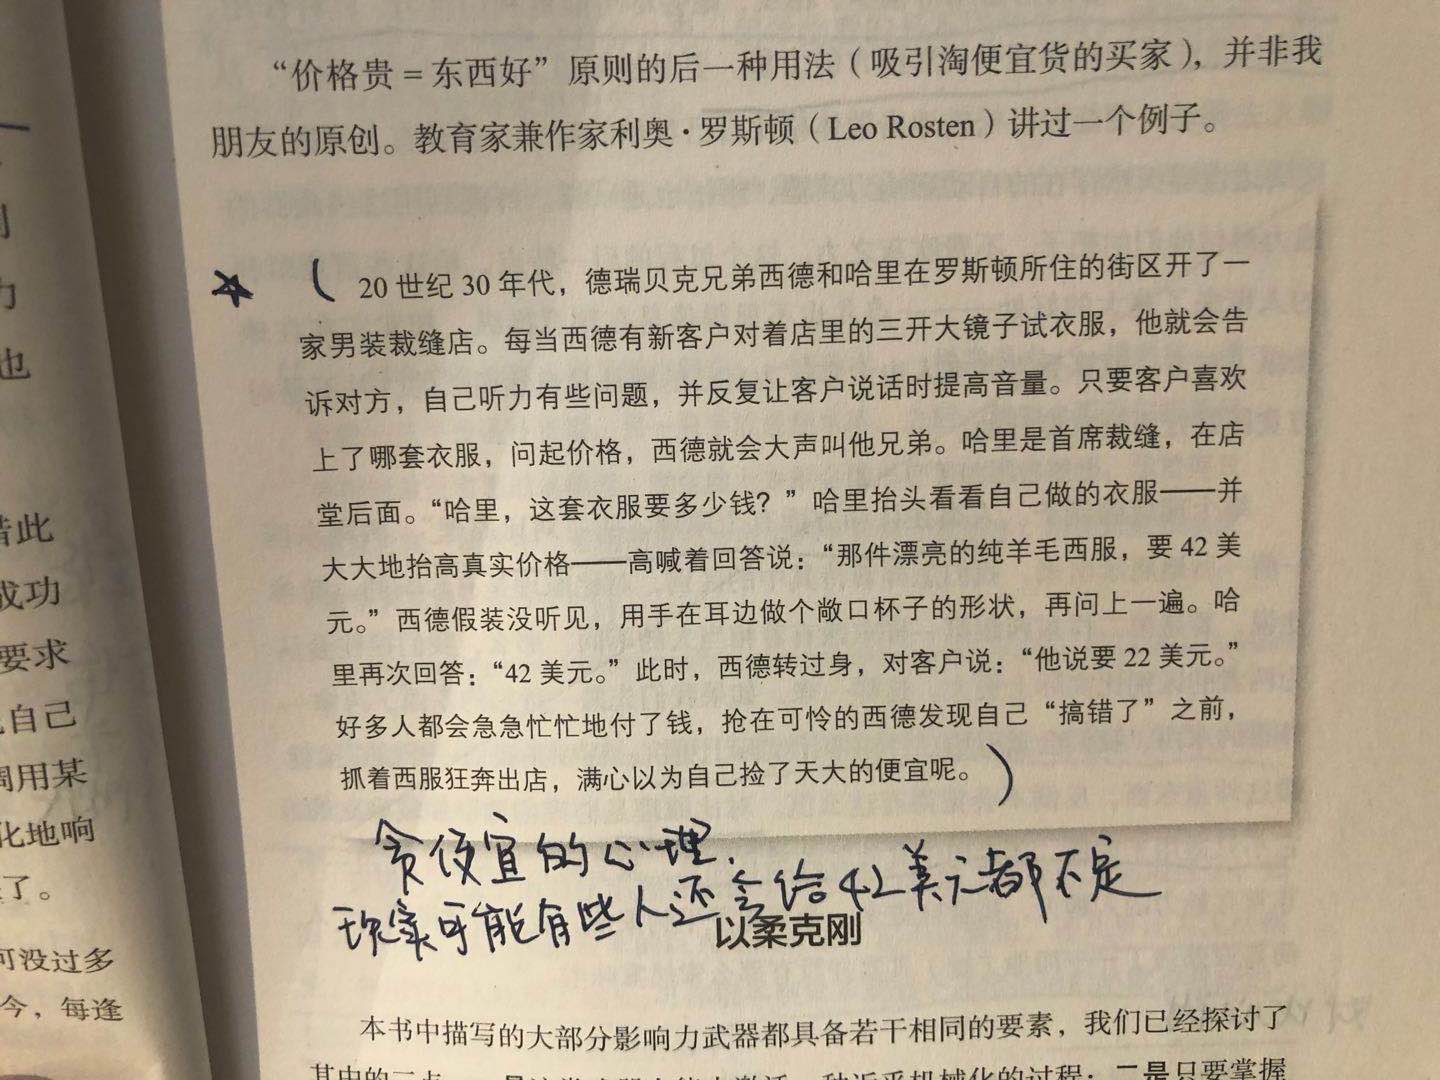 “价格贵=东西好”原则的后一种用法（吸引淘便宜货的买家），并非我
朋友的原创。教育家兼作家利奥·罗斯顿（Leo Rosten）讲过一个例子。
20世纪30年代，德瑞贝克兄弟西德和哈里在罗斯顿所住的街区开了一
家男装裁缝店。每当西德有新客户对着店里的三开大镜子试衣服，他就会告
诉对方，自己听力有些问题，并反复让客户说话时提高音量。只要客户喜欢
上了哪套衣服，问起价格，西德就会大声叫他兄弟。哈里是首席裁缝，在店
堂后面。“哈里，这套衣服要多少钱？”哈里抬头看看自己做的衣服——并
大大地抬高真实价格——高喊着回答说：“那件漂亮的纯羊毛西服，要42美
元。”西德假装没听见，用手在耳边做个敞口杯子的形状，再问上一遍。哈
里再次回答：“42美元。”此时，西德转过身，对客户说：“他说要22美元。”
好多人都会急急忙忙地付了钱，抢在可怜的西德发现自己“搞错了”之前，
抓着西服狂奔出店，满心以为自己捡了天大的便宜呢。
贪便宜的心理.
现实可能有些人还会给42美元都不定
以柔克刚
本书中描写的大部分影响力武器都具备若干相同的要素，我们已经探讨了
力
也
借此
成功
要求
自己
调用某
化地响
了。
可没过多
今，每逢